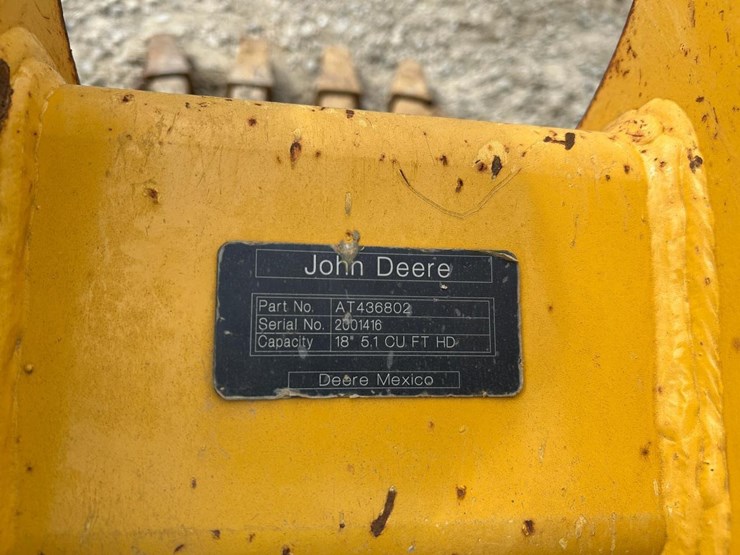 John Deere
Part No. AT436802
Serial No. 2001416
Capacity 18" 5.1 CU FT HD
Deere Mexico